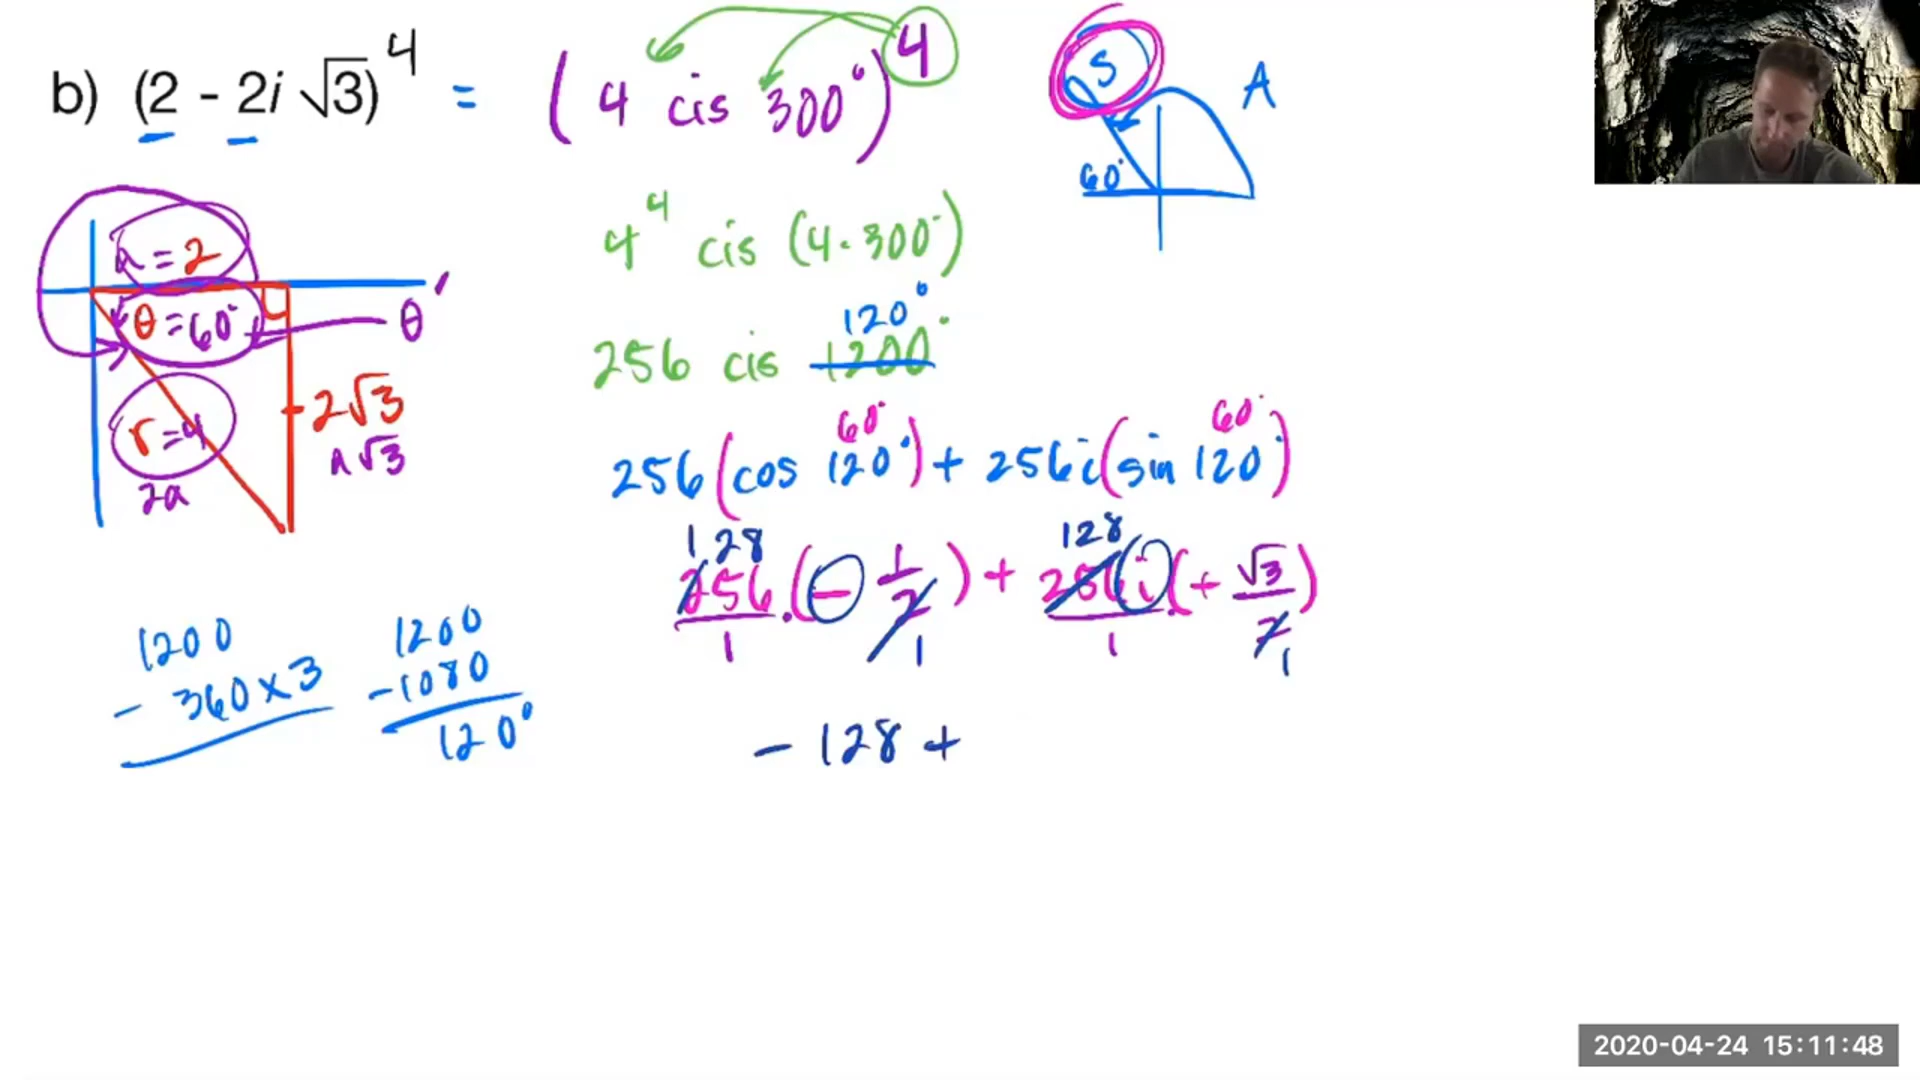 b) (2 - 2i √3)^4 = (4 cis 300°)^4
S A
60°
a = 2
θ = 60° θ'
r = 4
2a
-2√3
a√3
4^4 cis (4 · 300°)
120°
256 cis 1200°
60° 60°
256 (cos 120°) + 256i (sin 120°)
128 128
256/1 · (- 1/2) + 256i/1 · (+ √3/2)
1 1
- 128 +
1200
- 360 x 3
1200
-1080
120°
2020-04-24 15:11:48